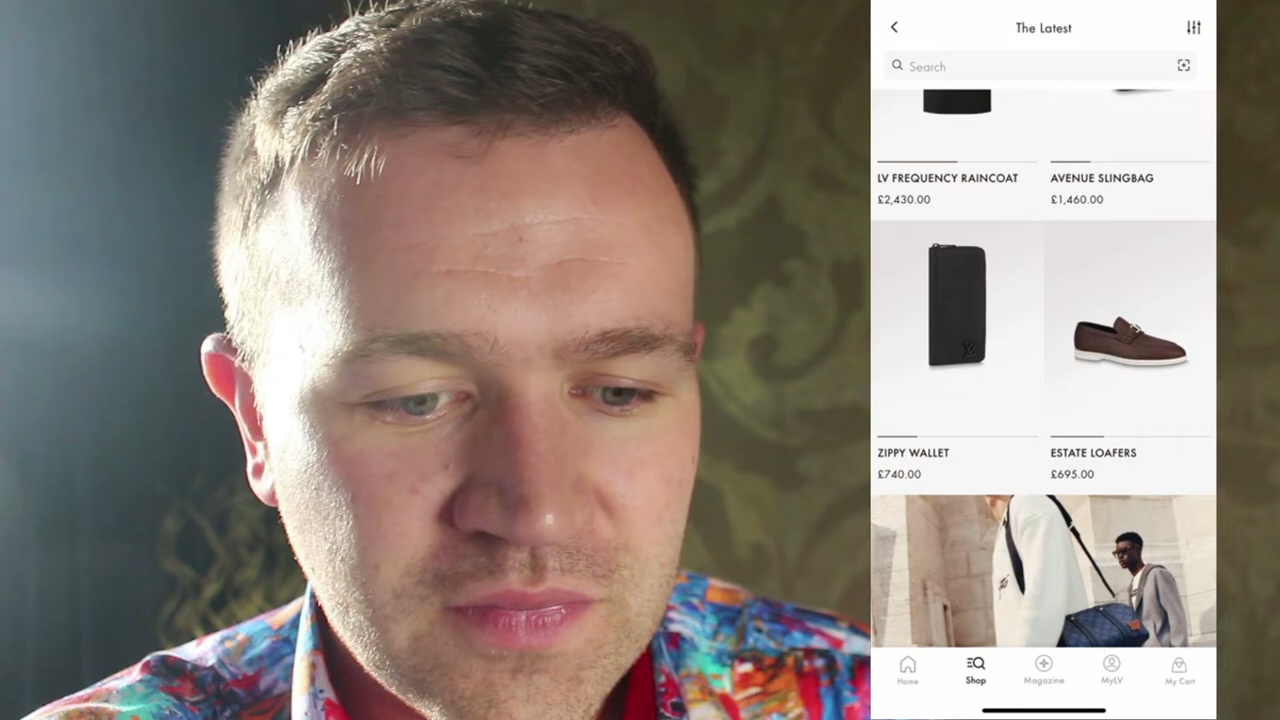 The Latest
Search
LV FREQUENCY RAINCOAT
£2,430.00
AVENUE SLINGBAG
£1,460.00
ZIPPY WALLET
£740.00
ESTATE LOAFERS
£695.00
Home
Shop
Magazine
MyLV
My Cart